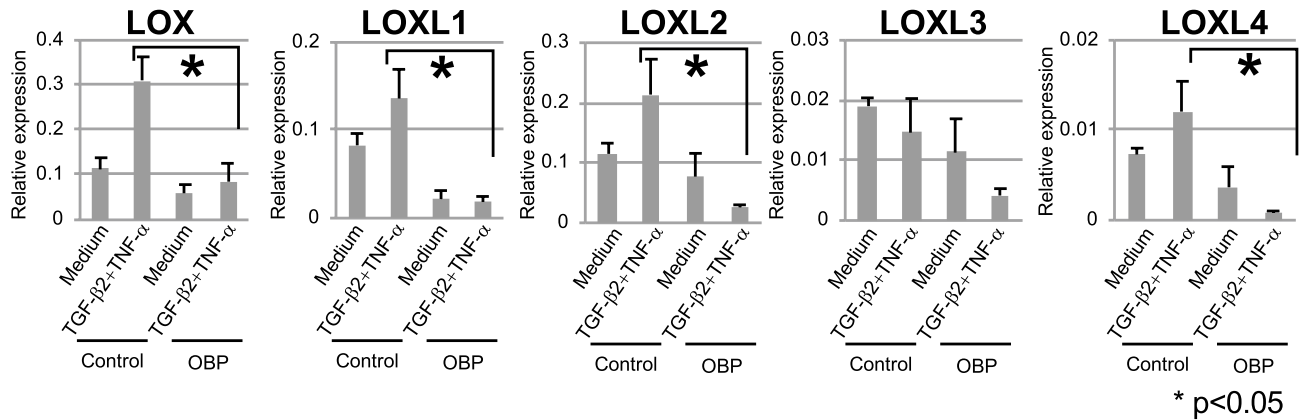 LOX
LOXL1
LOXL2
LOXL3
LOXL4
Relative expression
0.4
0.3
0.2
0.1
0
Medium
TGF-β2+TNF-α
Medium
TGF-β2+TNF-α
Control
OBP
*
Relative expression
0.2
0.1
0
Medium
TGF-β2+TNF-α
Medium
TGF-β2+TNF-α
Control
OBP
*
Relative expression
0.3
0.2
0.1
0
Medium
TGF-β2+TNF-α
Medium
TGF-β2+TNF-α
Control
OBP
*
Relative expression
0.03
0.02
0.01
0
Medium
TGF-β2+TNF-α
Medium
TGF-β2+TNF-α
Control
OBP
Relative expression
0.02
0.01
0
Medium
TGF-β2+TNF-α
Medium
TGF-β2+TNF-α
Control
OBP
*
* p<0.05